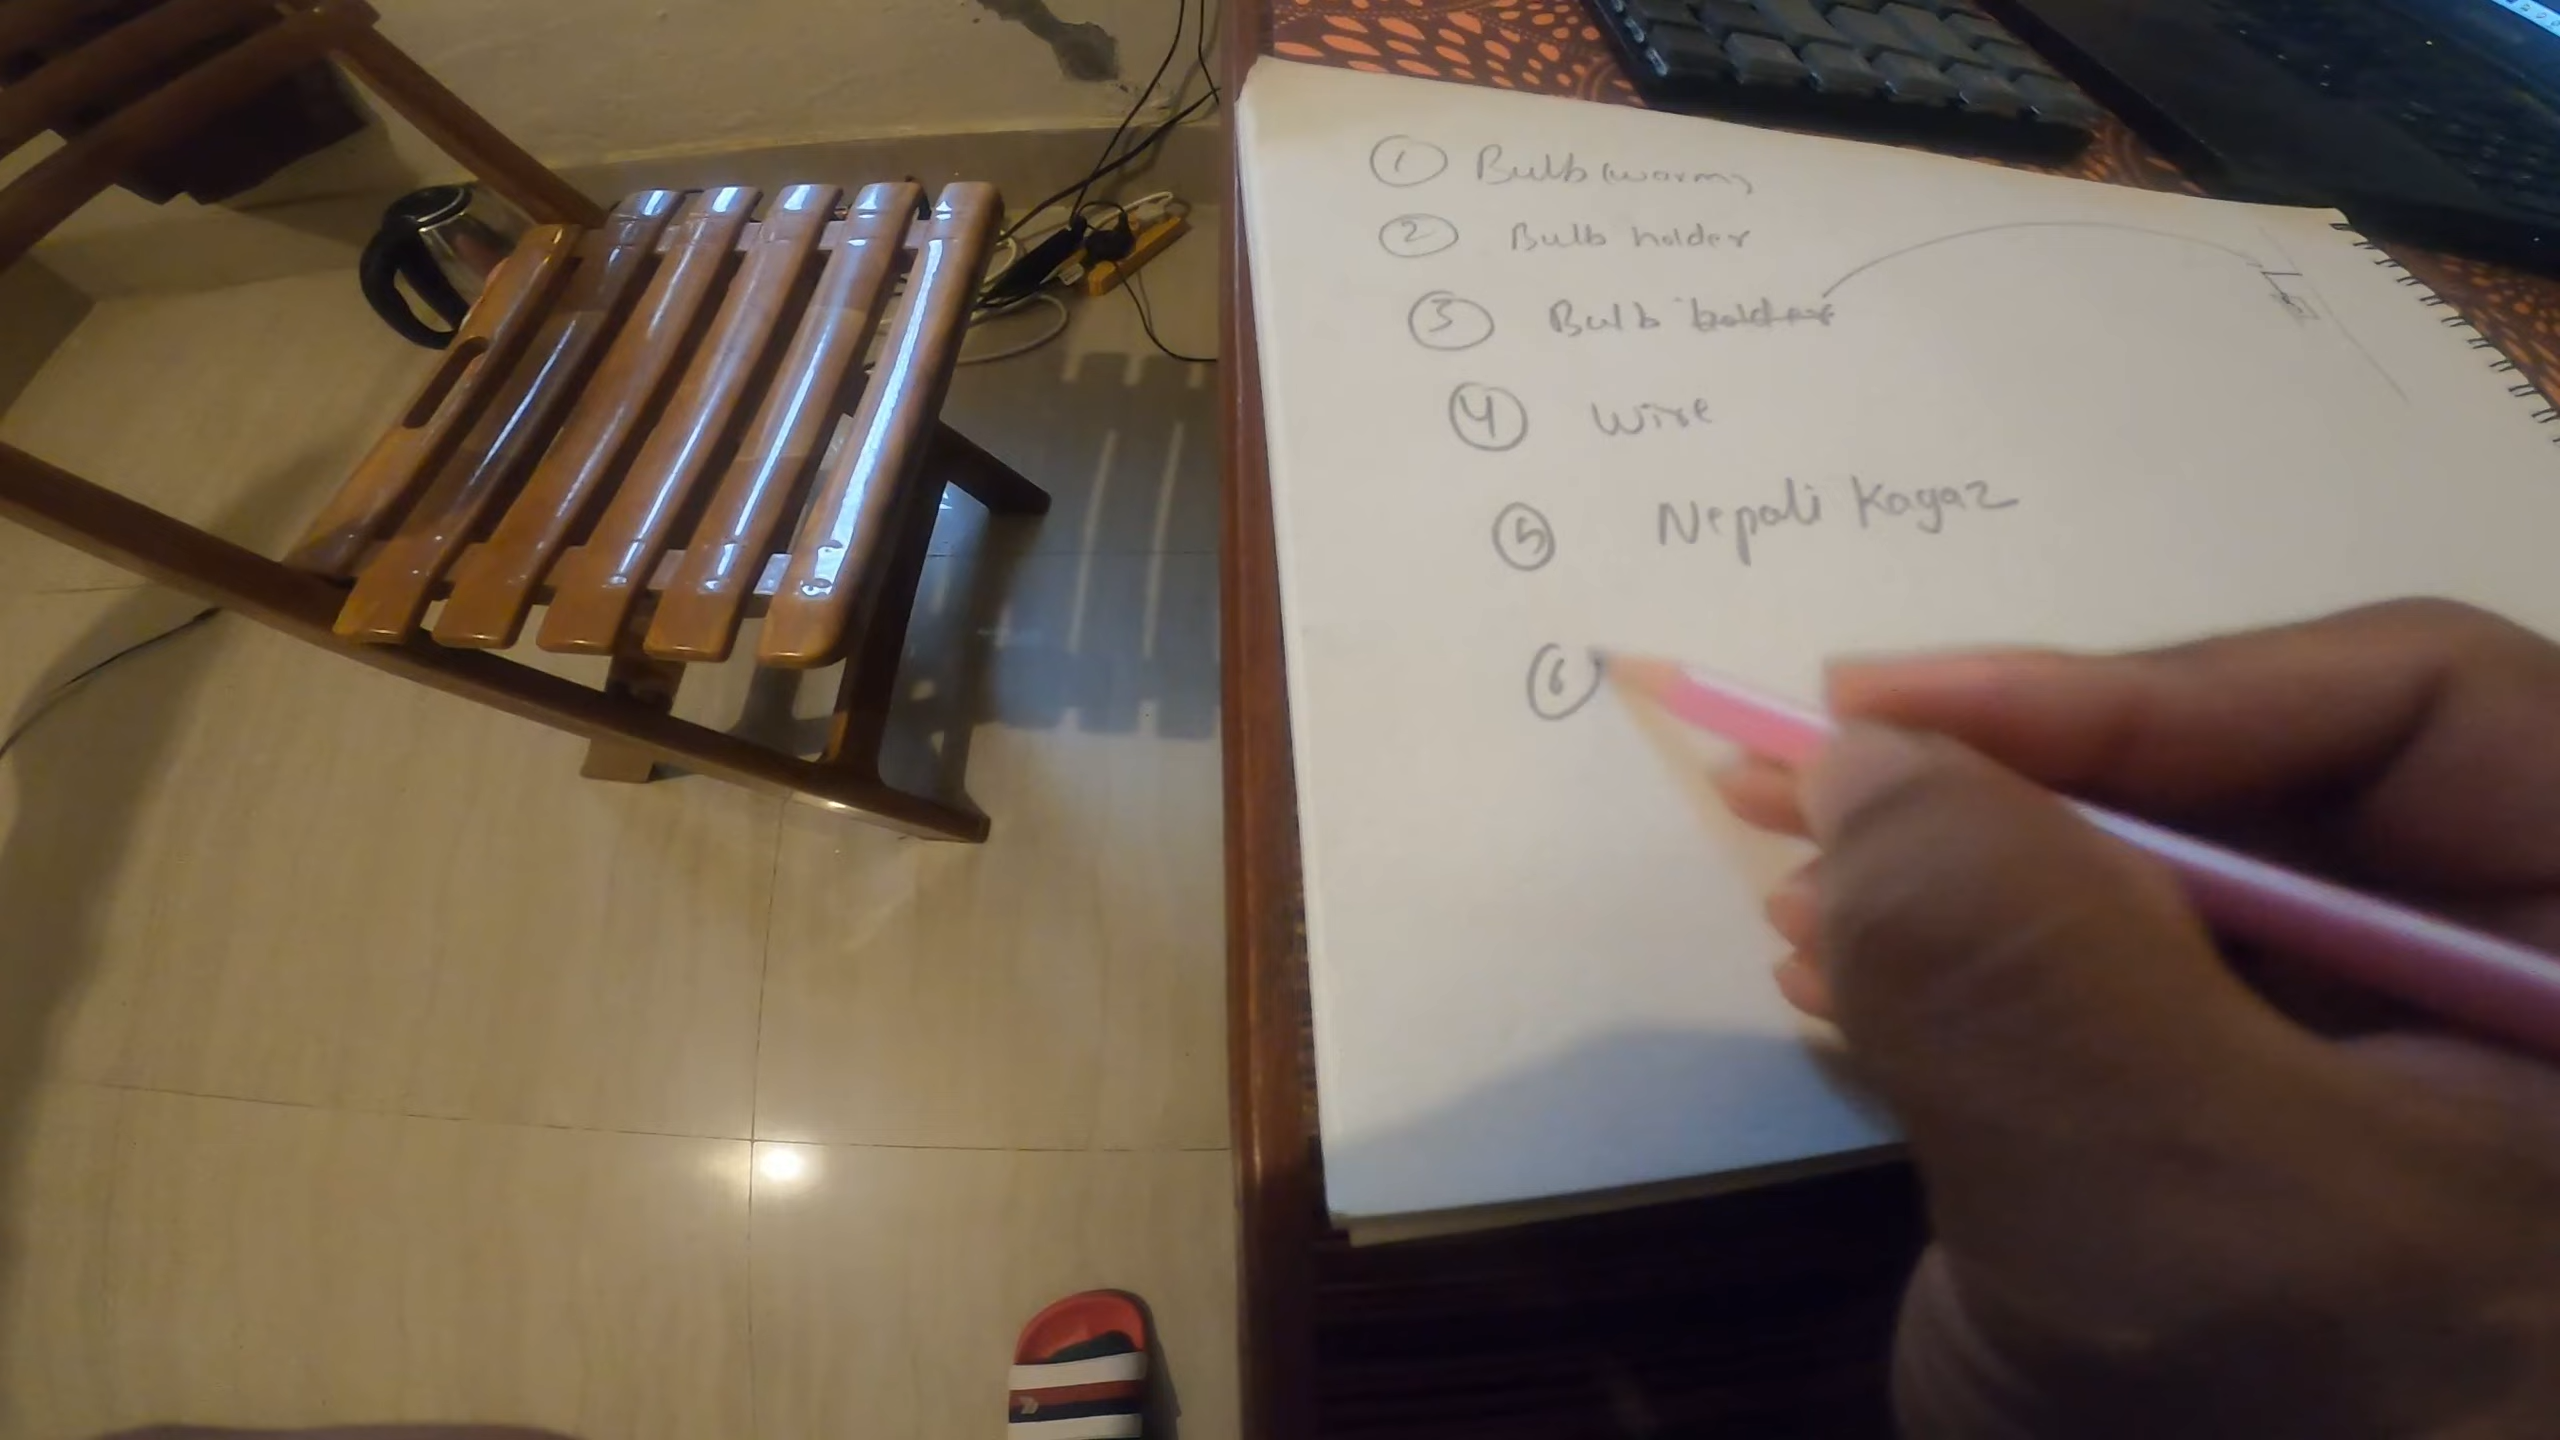 1 Bulb (warm)
2 Bulb holder
3 Bulb holder
4 Wire
5 Nepali Kagaz
6